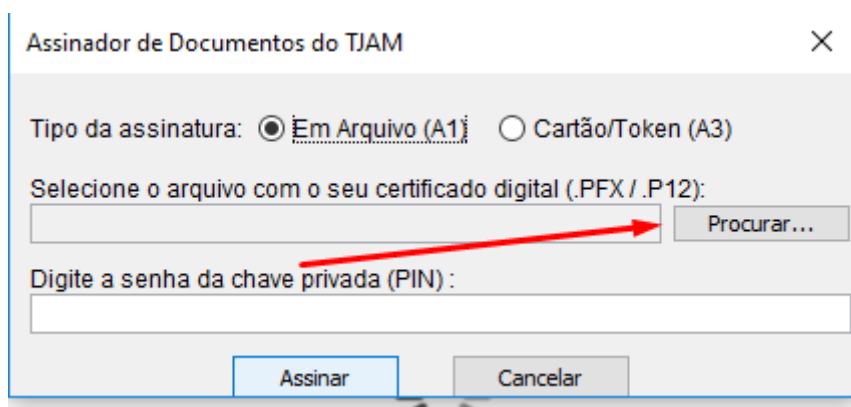 Assinador de Documentos do TJAM
Tipo da assinatura: Em Arquivo (A1) Cartão/Token (A3)
Selecione o arquivo com o seu certificado digital (.PFX / .P12):
Procurar...
Digite a senha da chave privada (PIN) :
Assinar Cancelar